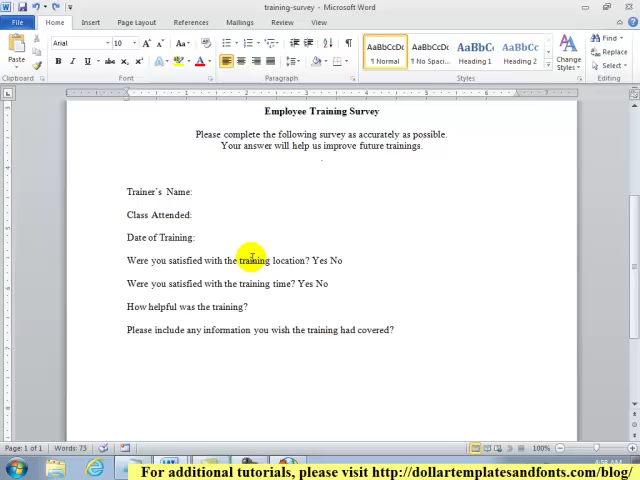 training-survey
File Home Insert Page Layout References Mailings Review View
Paste
Clipboard
Arial 10
Font
Paragraph
AaBbCcDc AaBbCcDc AaBbC AaBbCc
¶ Normal ¶ No Spaci... Heading 1 Heading 2
Styles
Change Styles
Find
Replace
Select
Editing
Employee Training Survey
Please complete the following survey as accurately as possible.
Your answer will help us improve future trainings.
Trainer's Name:
Class Attended:
Date of Training:
Were you satisfied with the training location? Yes No
Were you satisfied with the training time? Yes No
How helpful was the training?
Please include any information you wish the training had covered?
Page: 1 of 1 Words: 73 100%
For additional tutorials, please visit http://dollartemplatesandfonts.com/blog/